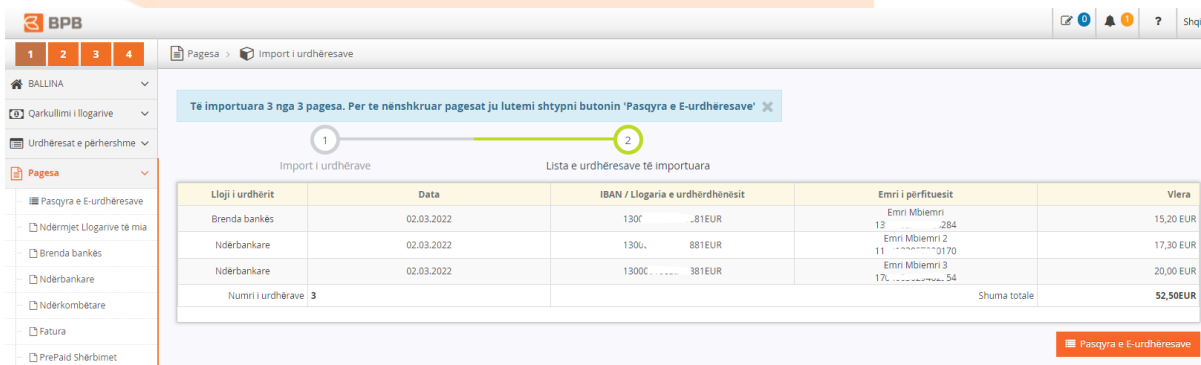 BPB
0
1
?
Shqi
1 2 3 4
Pagesa > Import i urdhëresave
BALLINA
Qarkullimi i llogarive
Urdhëresat e përhershme
Pagesa
Pasqyra e E-urdhëresave
Ndërmjet Llogarive të mia
Brenda bankës
Ndërbankare
Ndërkombëtare
Fatura
PrePaid Shërbimet
Të importuara 3 nga 3 pagesa. Per te nënshkruar pagesat ju lutemi shtypni butonin 'Pasqyra e E-urdhëresave'
1 2
Import i urdhërave Lista e urdhëresave të importuara
Lloji i urdhërit Data IBAN / Llogaria e urdhërdhënësit Emri i përfituesit Vlera
Brenda bankës 02.03.2022 Emri Mbiemri 15,20 EUR
Ndërbankare 02.03.2022 Emri Mbiemri 2 17,30 EUR
Ndërbankare 02.03.2022 Emri Mbiemri 3 20,00 EUR
Numri i urdhërave 3 Shuma totale 52,50EUR
Pasqyra e E-urdhëresave